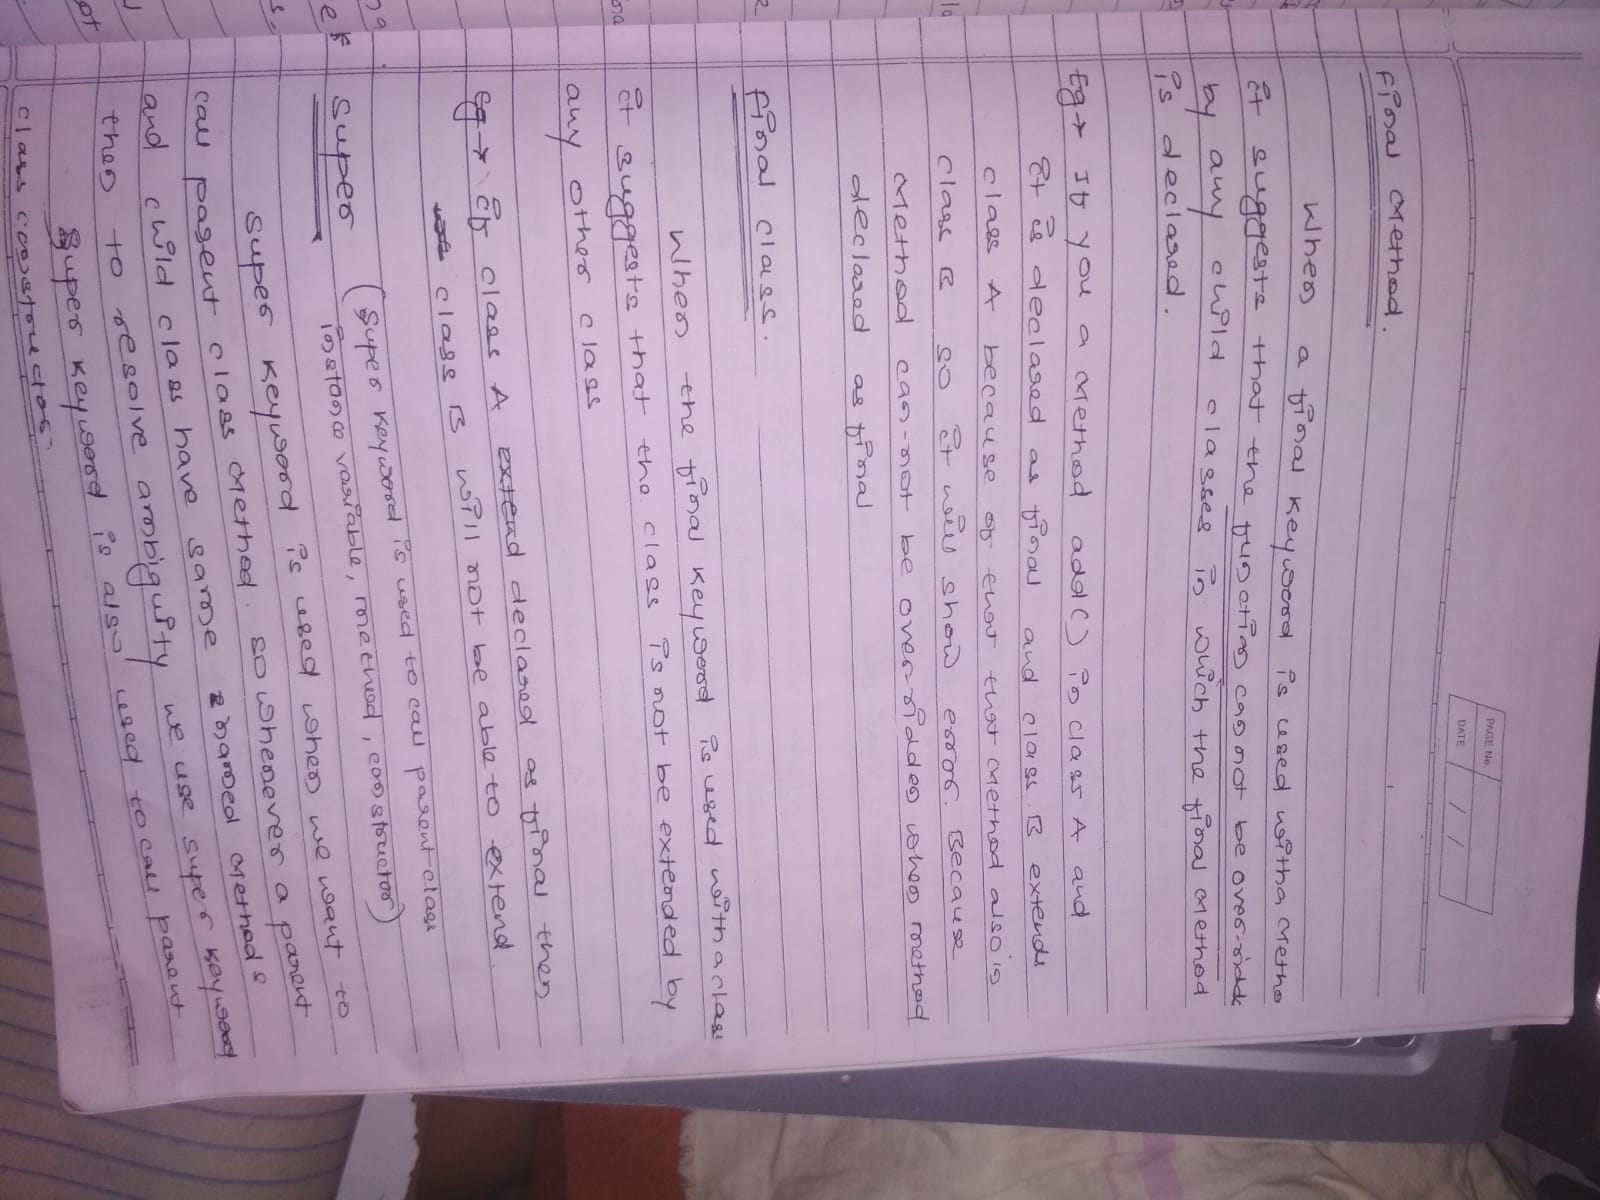 PAGE No.
DATE / /
final method.
When a final keyword is used with a metho
it suggests that the function can not be over-ridde
by any child classes in which the final method
is declared.
Eg→ If you a method add() in class A and
it is declared as final and class B extends
class A because of that that method also in
class B so it will show error. Because
method can-not be over-ridden when method
declared as final
final class.
When the final keyword is used with a class
it suggests that the class is not be extended by
any other class
Eg→ if class A extend declared as final then
class B will not be able to extend.
Super (Super keyword is used to call parent class
instance variable, method, constructor)
Super keyword is used when we want to
call parent class method. so whenever a parent
and child class have same named methods
then to resolve ambiguity we use super keyword
Super keyword is also used to call parent
class constructor.